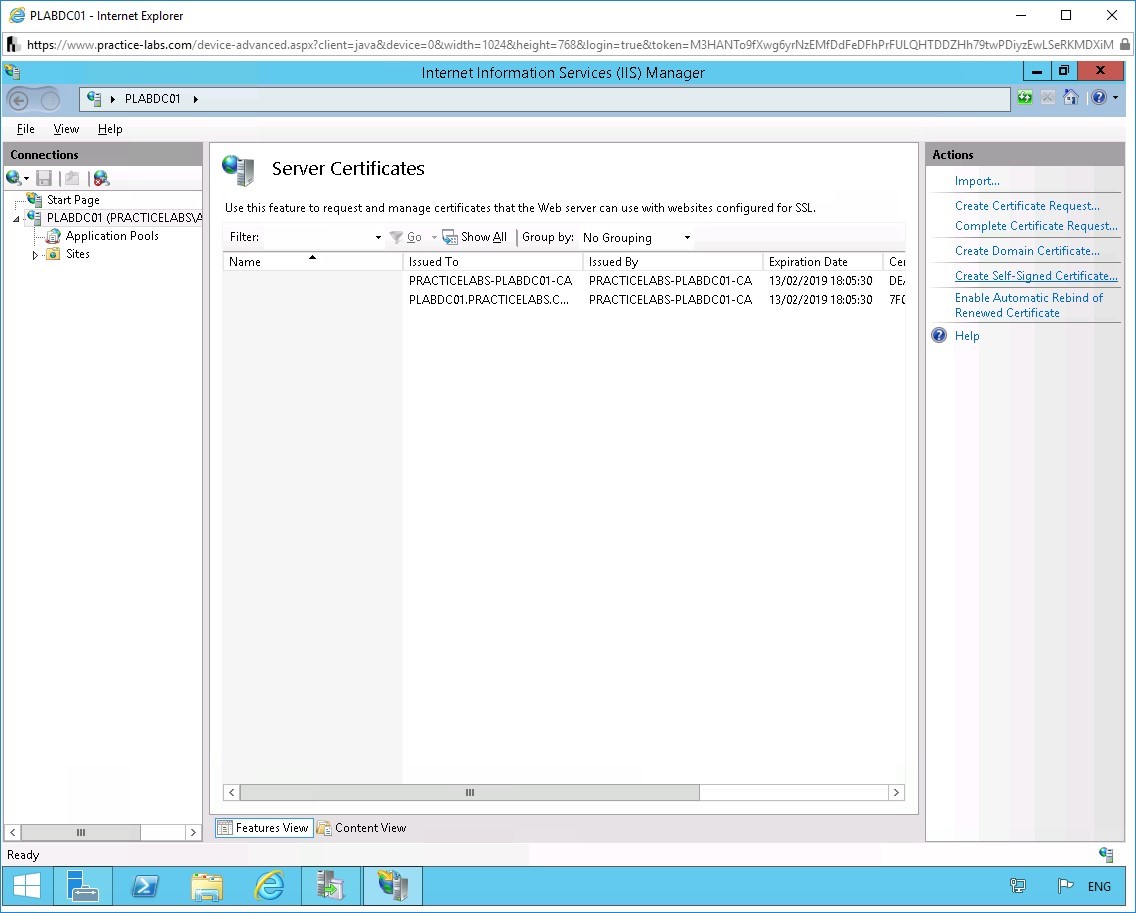 PLABDC01 - Internet Explorer
https://www.practice-labs.com/device-advanced.aspx?client=java&device=0&width=1024&height=768&login=true&token=M3HANTo9fXwg6yrNzEMfDdFeDFhPrFULQHTDDZHh79twPDiyzEwLSeRKMDXiM
Internet Information Services (IIS) Manager
PLABDC01
File View Help
Connections
Start Page
PLABDC01 (PRACTICELABS\A
Application Pools
Sites
Server Certificates
Use this feature to request and manage certificates that the Web server can use with websites configured for SSL.
Filter: Go Show All Group by: No Grouping
Name Issued To Issued By Expiration Date Cer
PRACTICELABS-PLABDC01-CA PRACTICELABS-PLABDC01-CA 13/02/2019 18:05:30 DEA
PLABDC01.PRACTICELABS.C... PRACTICELABS-PLABDC01-CA 13/02/2019 18:05:30 7F0
Features View Content View
Actions
Import...
Create Certificate Request...
Complete Certificate Request...
Create Domain Certificate...
Create Self-Signed Certificate...
Enable Automatic Rebind of
Renewed Certificate
Help
Ready
ENG